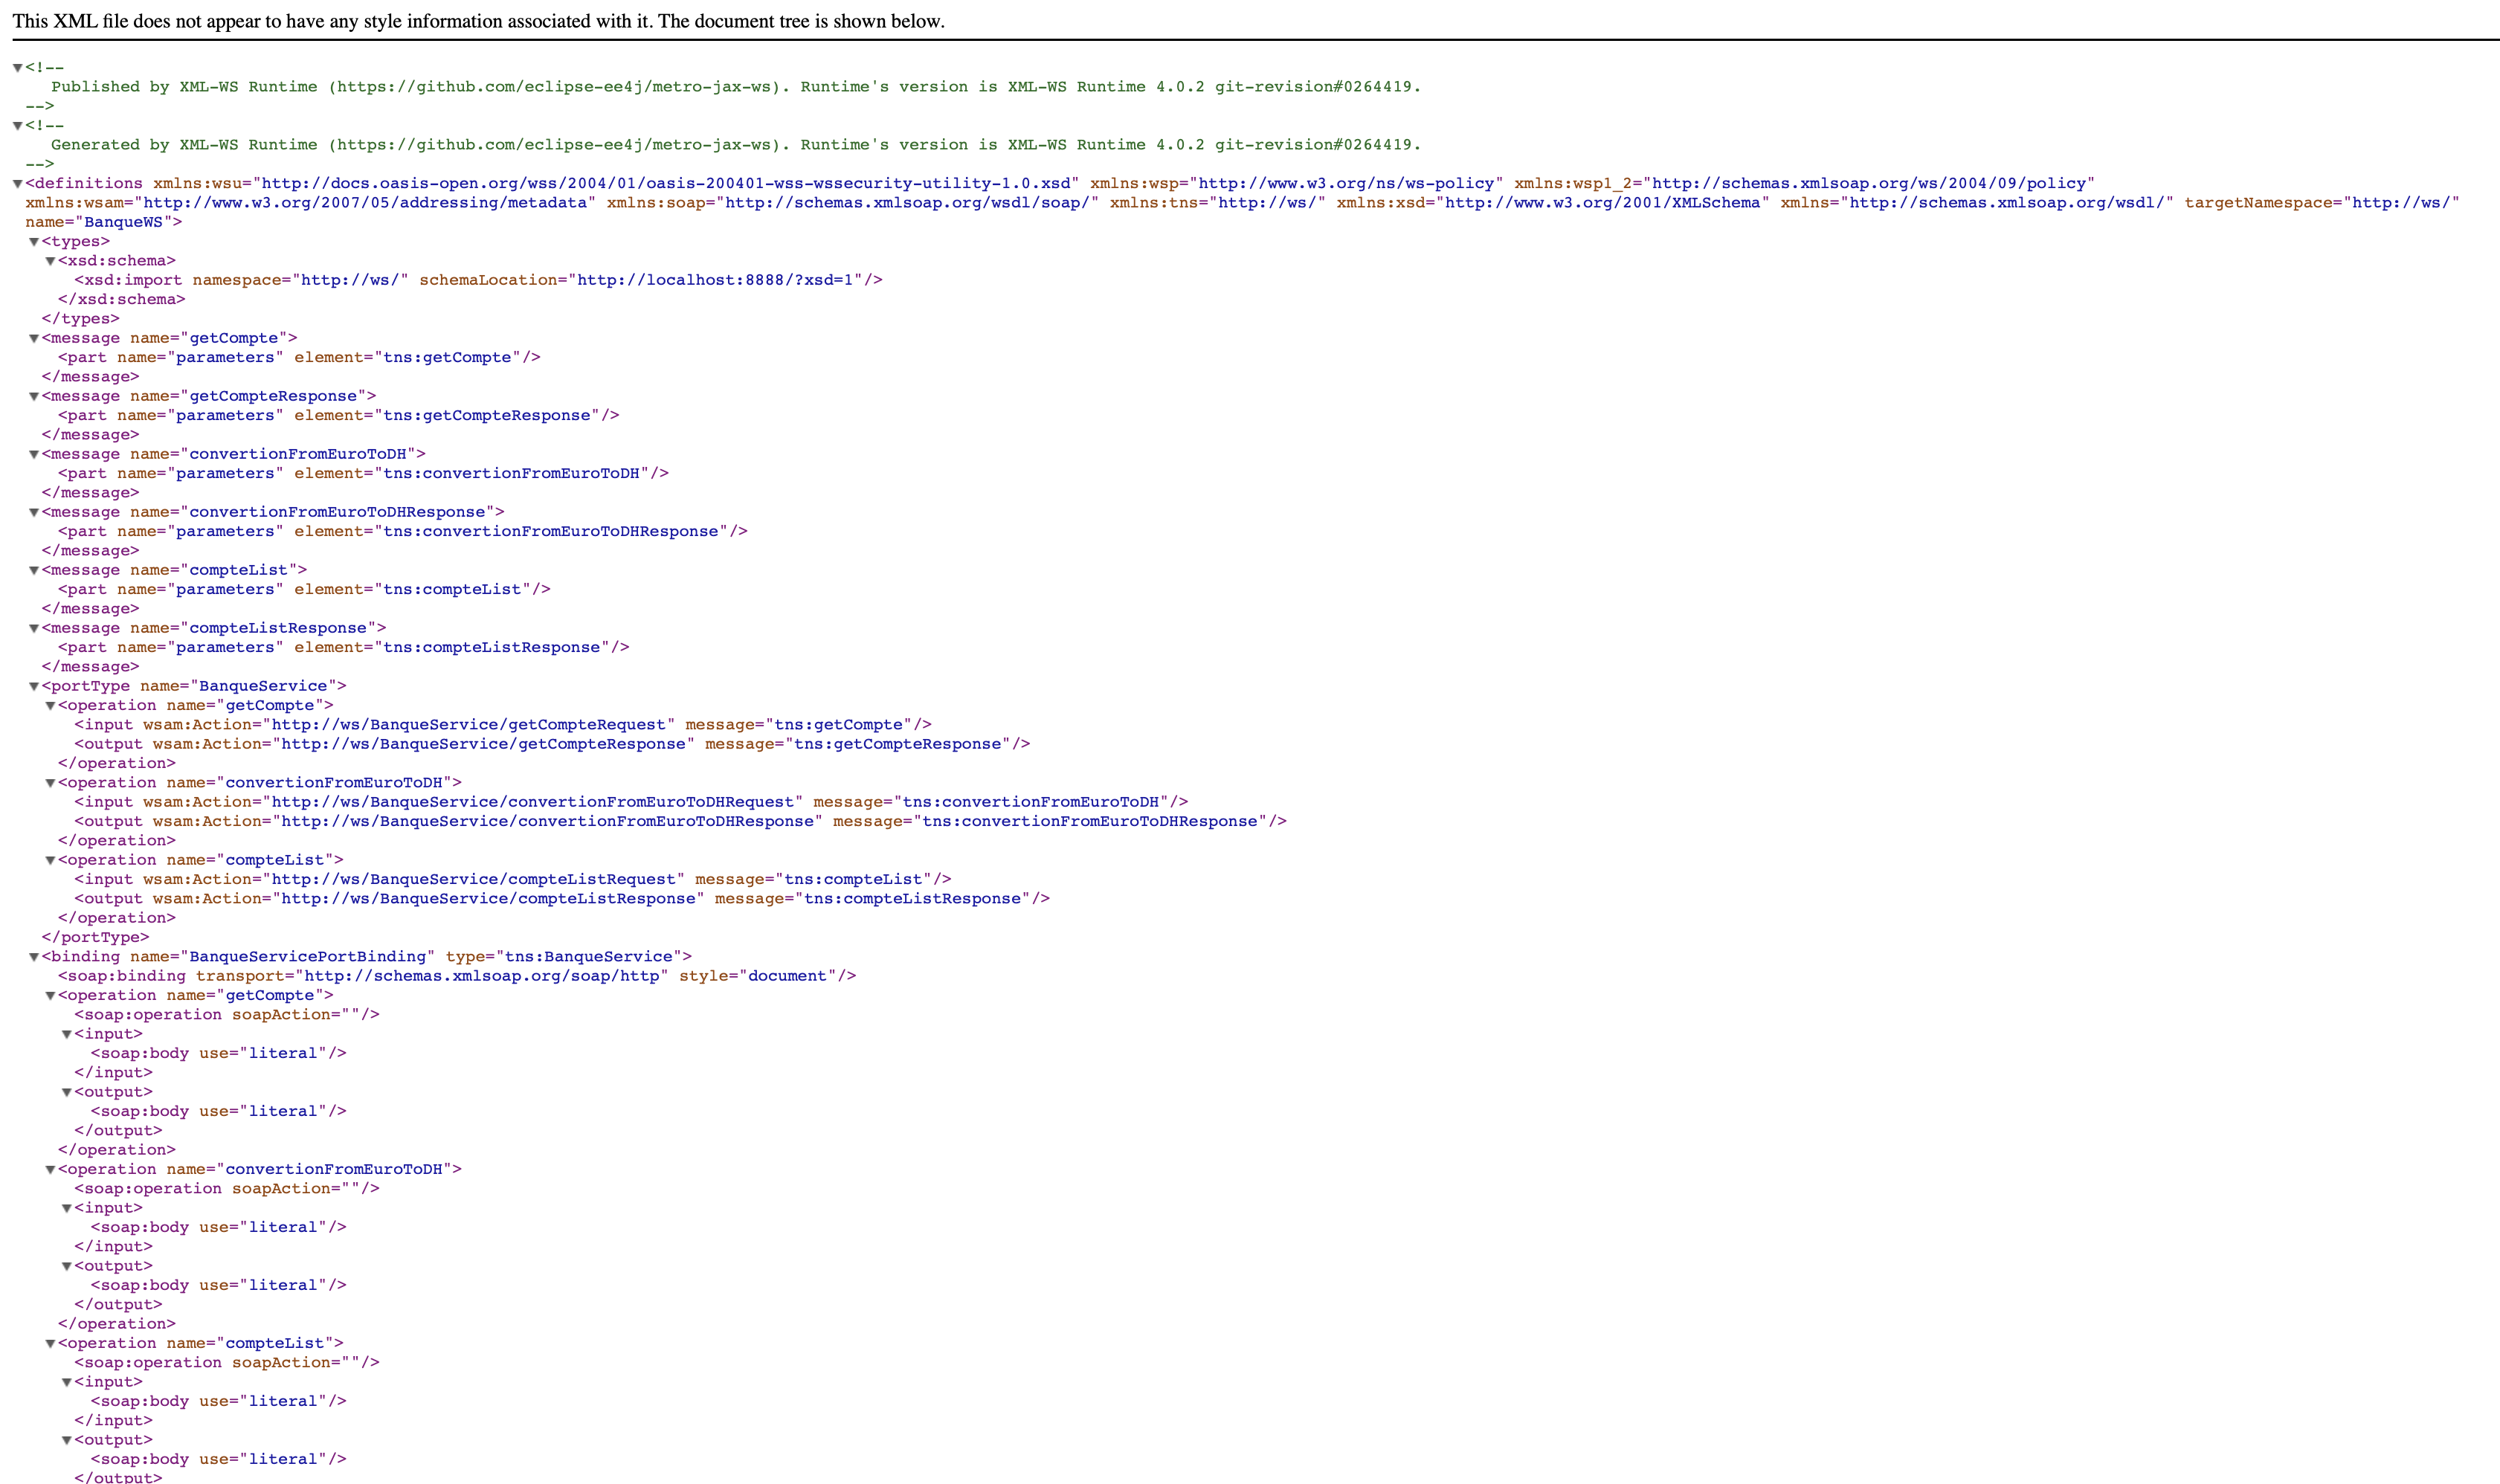 This XML file does not appear to have any style information associated with it. The document tree is shown below.
▼<!--
Published by XML-WS Runtime (https://github.com/eclipse-ee4j/metro-jax-ws). Runtime's version is XML-WS Runtime 4.0.2 git-revision#0264419.
-->
▼<!--
Generated by XML-WS Runtime (https://github.com/eclipse-ee4j/metro-jax-ws). Runtime's version is XML-WS Runtime 4.0.2 git-revision#0264419.
-->
▼<definitions xmlns:wsu="http://docs.oasis-open.org/wss/2004/01/oasis-200401-wss-wssecurity-utility-1.0.xsd" xmlns:wsp="http://www.w3.org/ns/ws-policy" xmlns:wsp1_2="http://schemas.xmlsoap.org/ws/2004/09/policy"
xmlns:wsam="http://www.w3.org/2007/05/addressing/metadata" xmlns:soap="http://schemas.xmlsoap.org/wsdl/soap/" xmlns:tns="http://ws/" xmlns:xsd="http://www.w3.org/2001/XMLSchema" xmlns="http://schemas.xmlsoap.org/wsdl/" targetNamespace="http://ws/"
name="BanqueWS">
▼<types>
▼<xsd:schema>
<xsd:import namespace="http://ws/" schemaLocation="http://localhost:8888/?xsd=1"/>
</xsd:schema>
</types>
▼<message name="getCompte">
<part name="parameters" element="tns:getCompte"/>
</message>
▼<message name="getCompteResponse">
<part name="parameters" element="tns:getCompteResponse"/>
</message>
▼<message name="convertionFromEuroToDH">
<part name="parameters" element="tns:convertionFromEuroToDH"/>
</message>
▼<message name="convertionFromEuroToDHResponse">
<part name="parameters" element="tns:convertionFromEuroToDHResponse"/>
</message>
▼<message name="compteList">
<part name="parameters" element="tns:compteList"/>
</message>
▼<message name="compteListResponse">
<part name="parameters" element="tns:compteListResponse"/>
</message>
▼<portType name="BanqueService">
▼<operation name="getCompte">
<input wsam:Action="http://ws/BanqueService/getCompteRequest" message="tns:getCompte"/>
<output wsam:Action="http://ws/BanqueService/getCompteResponse" message="tns:getCompteResponse"/>
</operation>
▼<operation name="convertionFromEuroToDH">
<input wsam:Action="http://ws/BanqueService/convertionFromEuroToDHRequest" message="tns:convertionFromEuroToDH"/>
<output wsam:Action="http://ws/BanqueService/convertionFromEuroToDHResponse" message="tns:convertionFromEuroToDHResponse"/>
</operation>
▼<operation name="compteList">
<input wsam:Action="http://ws/BanqueService/compteListRequest" message="tns:compteList"/>
<output wsam:Action="http://ws/BanqueService/compteListResponse" message="tns:compteListResponse"/>
</operation>
</portType>
▼<binding name="BanqueServicePortBinding" type="tns:BanqueService">
<soap:binding transport="http://schemas.xmlsoap.org/soap/http" style="document"/>
▼<operation name="getCompte">
<soap:operation soapAction=""/>
▼<input>
<soap:body use="literal"/>
</input>
▼<output>
<soap:body use="literal"/>
</output>
</operation>
▼<operation name="convertionFromEuroToDH">
<soap:operation soapAction=""/>
▼<input>
<soap:body use="literal"/>
</input>
▼<output>
<soap:body use="literal"/>
</output>
</operation>
▼<operation name="compteList">
<soap:operation soapAction=""/>
▼<input>
<soap:body use="literal"/>
</input>
▼<output>
<soap:body use="literal"/>
</output>